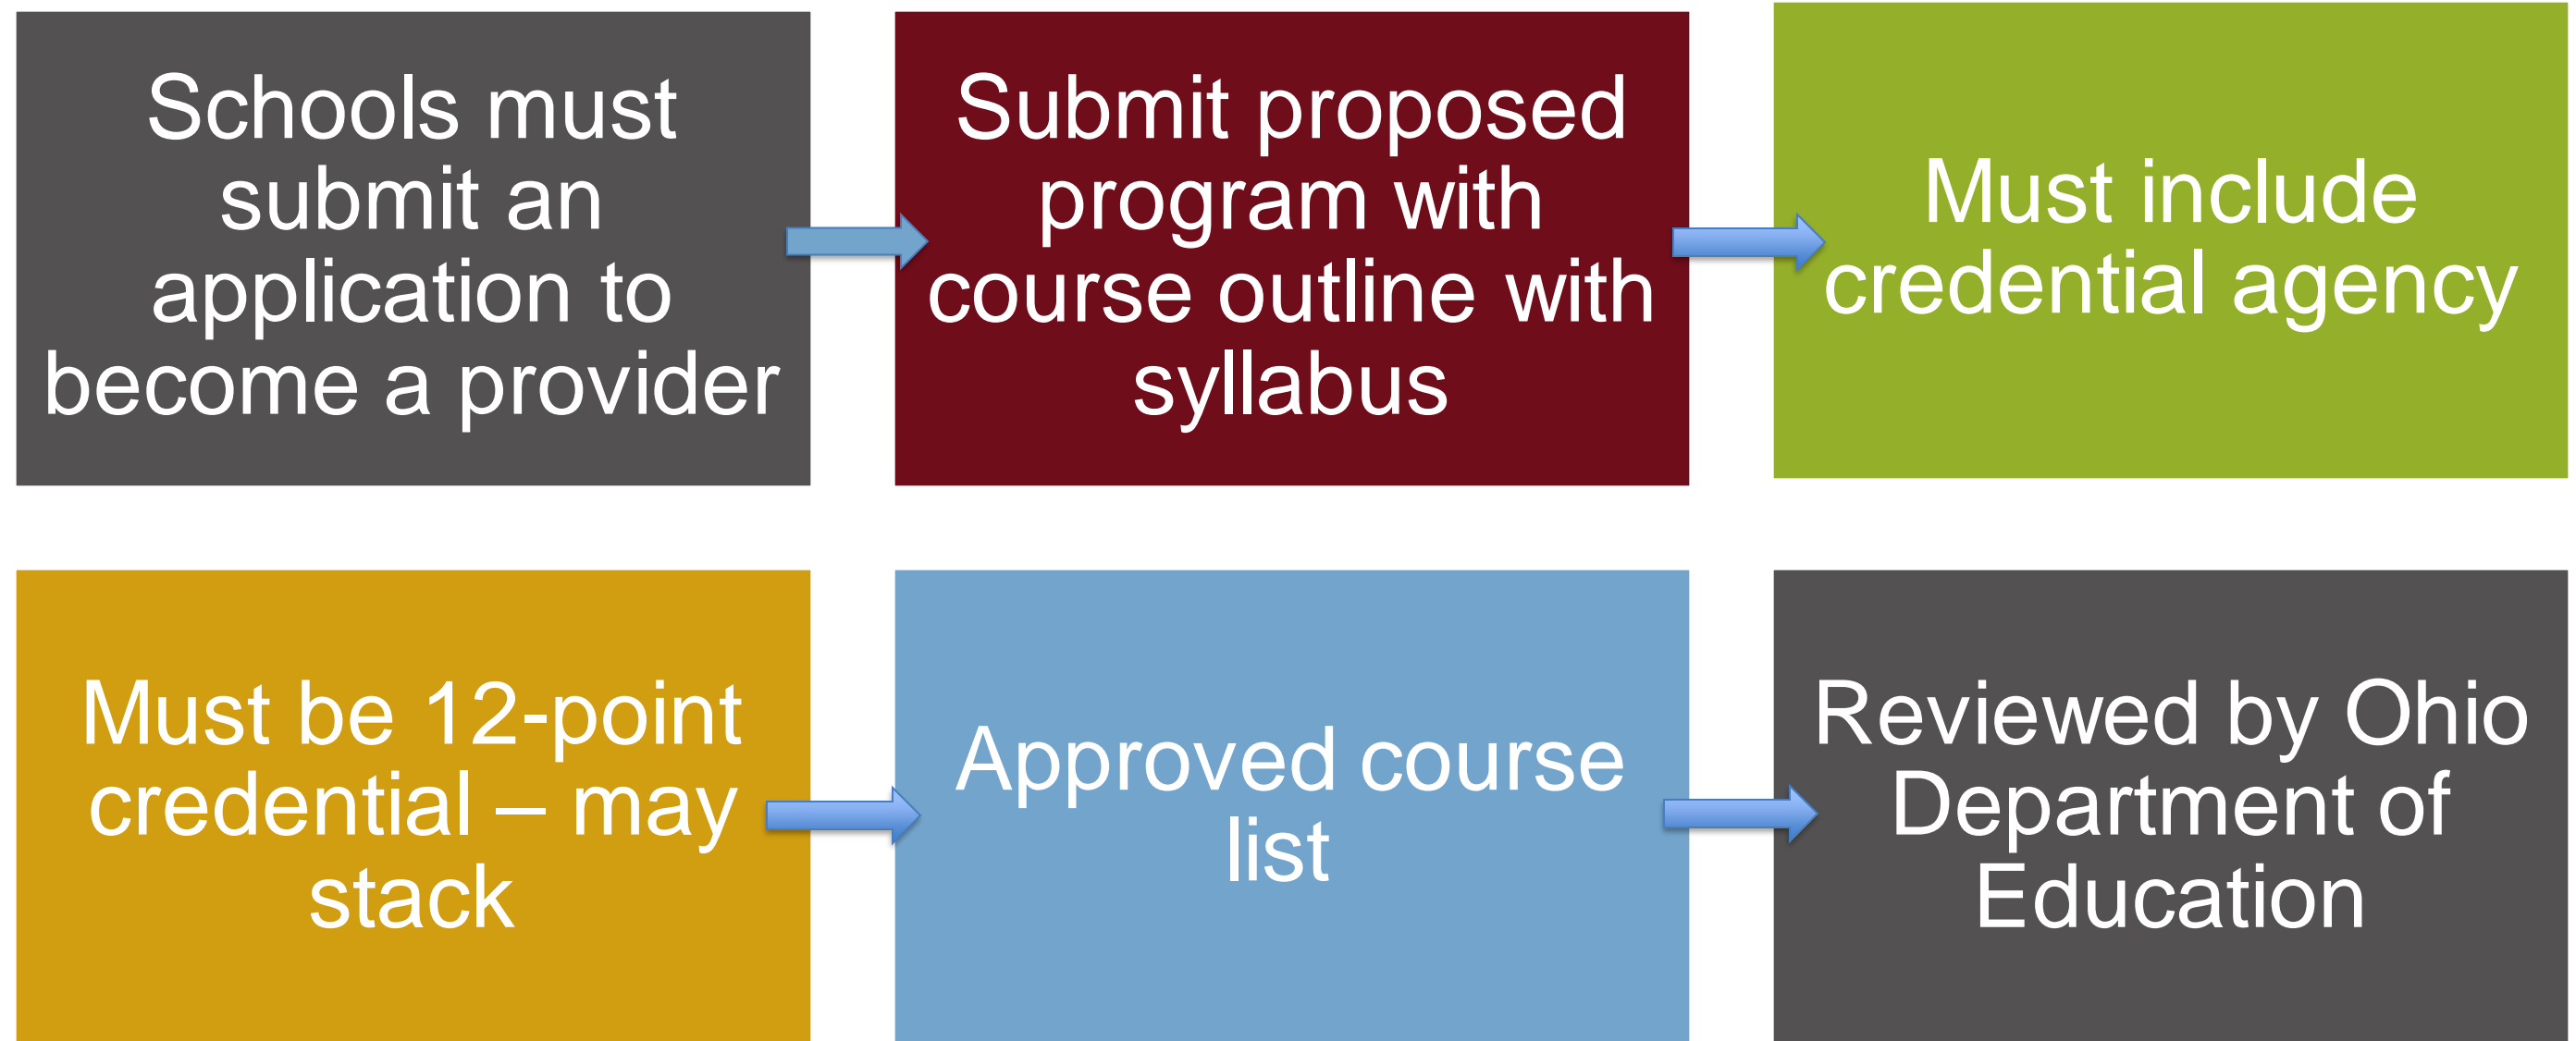 Schools must
submit an
application to
become a provider
Submit proposed
program with
course outline with
syllabus
Must include
credential agency
Must be 12-point
credential – may
stack
Approved course
list
Reviewed by Ohio
Department of
Education